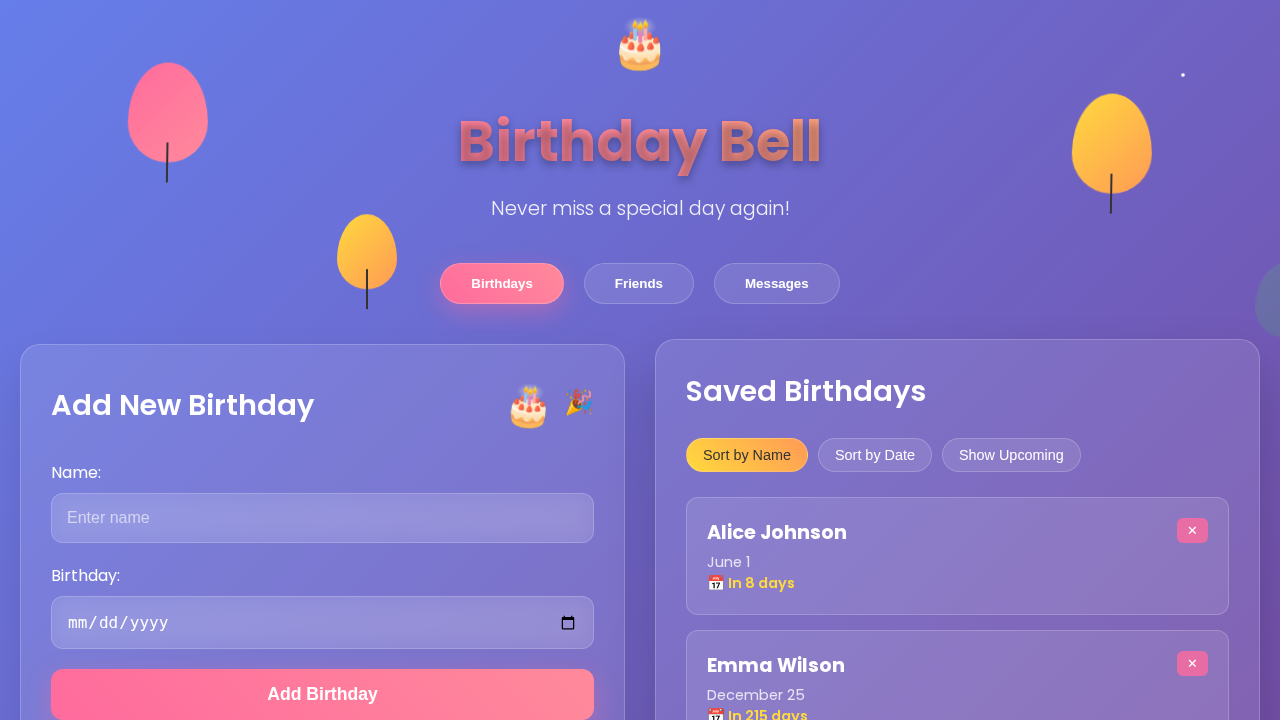 Birthday Bell
Never miss a special day again!
Birthdays
Friends
Messages
Add New Birthday
Name:
Enter name
Birthday:
mm/dd/yyyy
Add Birthday
Saved Birthdays
Sort by Name
Sort by Date
Show Upcoming
Alice Johnson
×
June 1
📅 In 8 days
Emma Wilson
×
December 25
📅 In 215 days